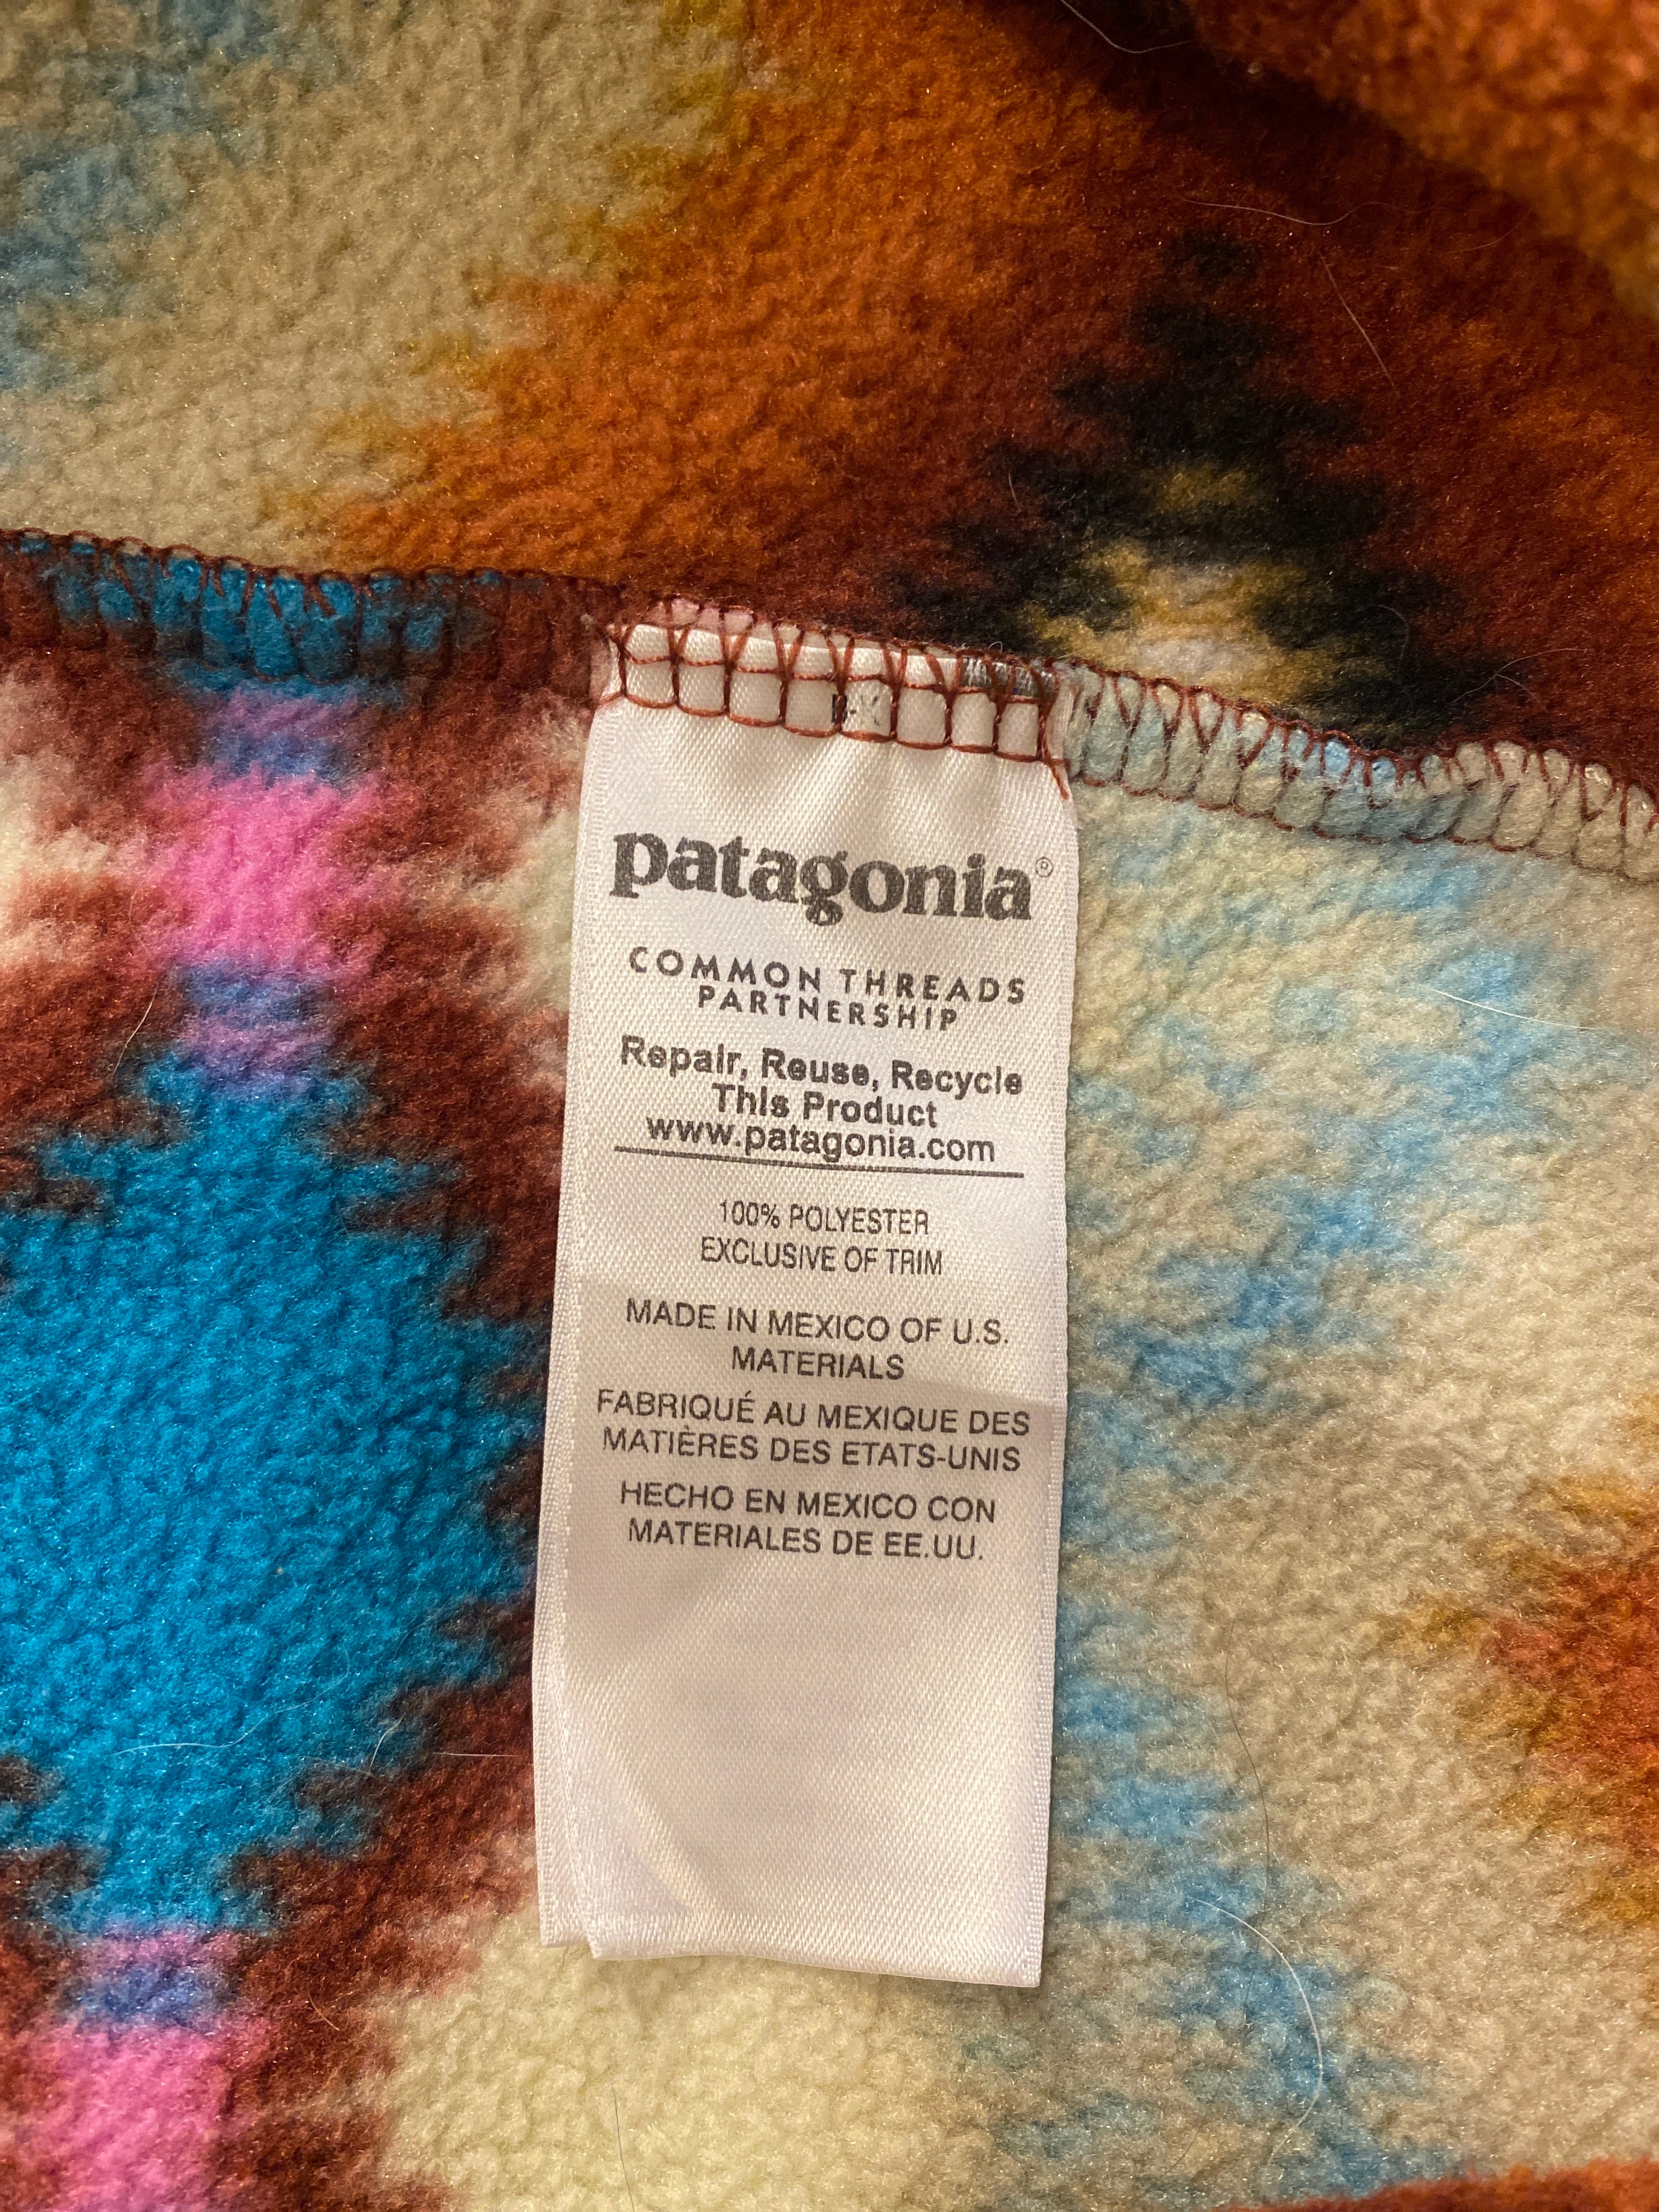 patagonia®
COMMON THREADS
PARTNERSHIP
Repair, Reuse, Recycle
This Product
www.patagonia.com
100% POLYESTER
EXCLUSIVE OF TRIM
MADE IN MEXICO OF U.S.
MATERIALS
FABRIQUÉ AU MEXIQUE DES
MATIÈRES DES ETATS-UNIS
HECHO EN MEXICO CON
MATERIALES DE EE.UU.